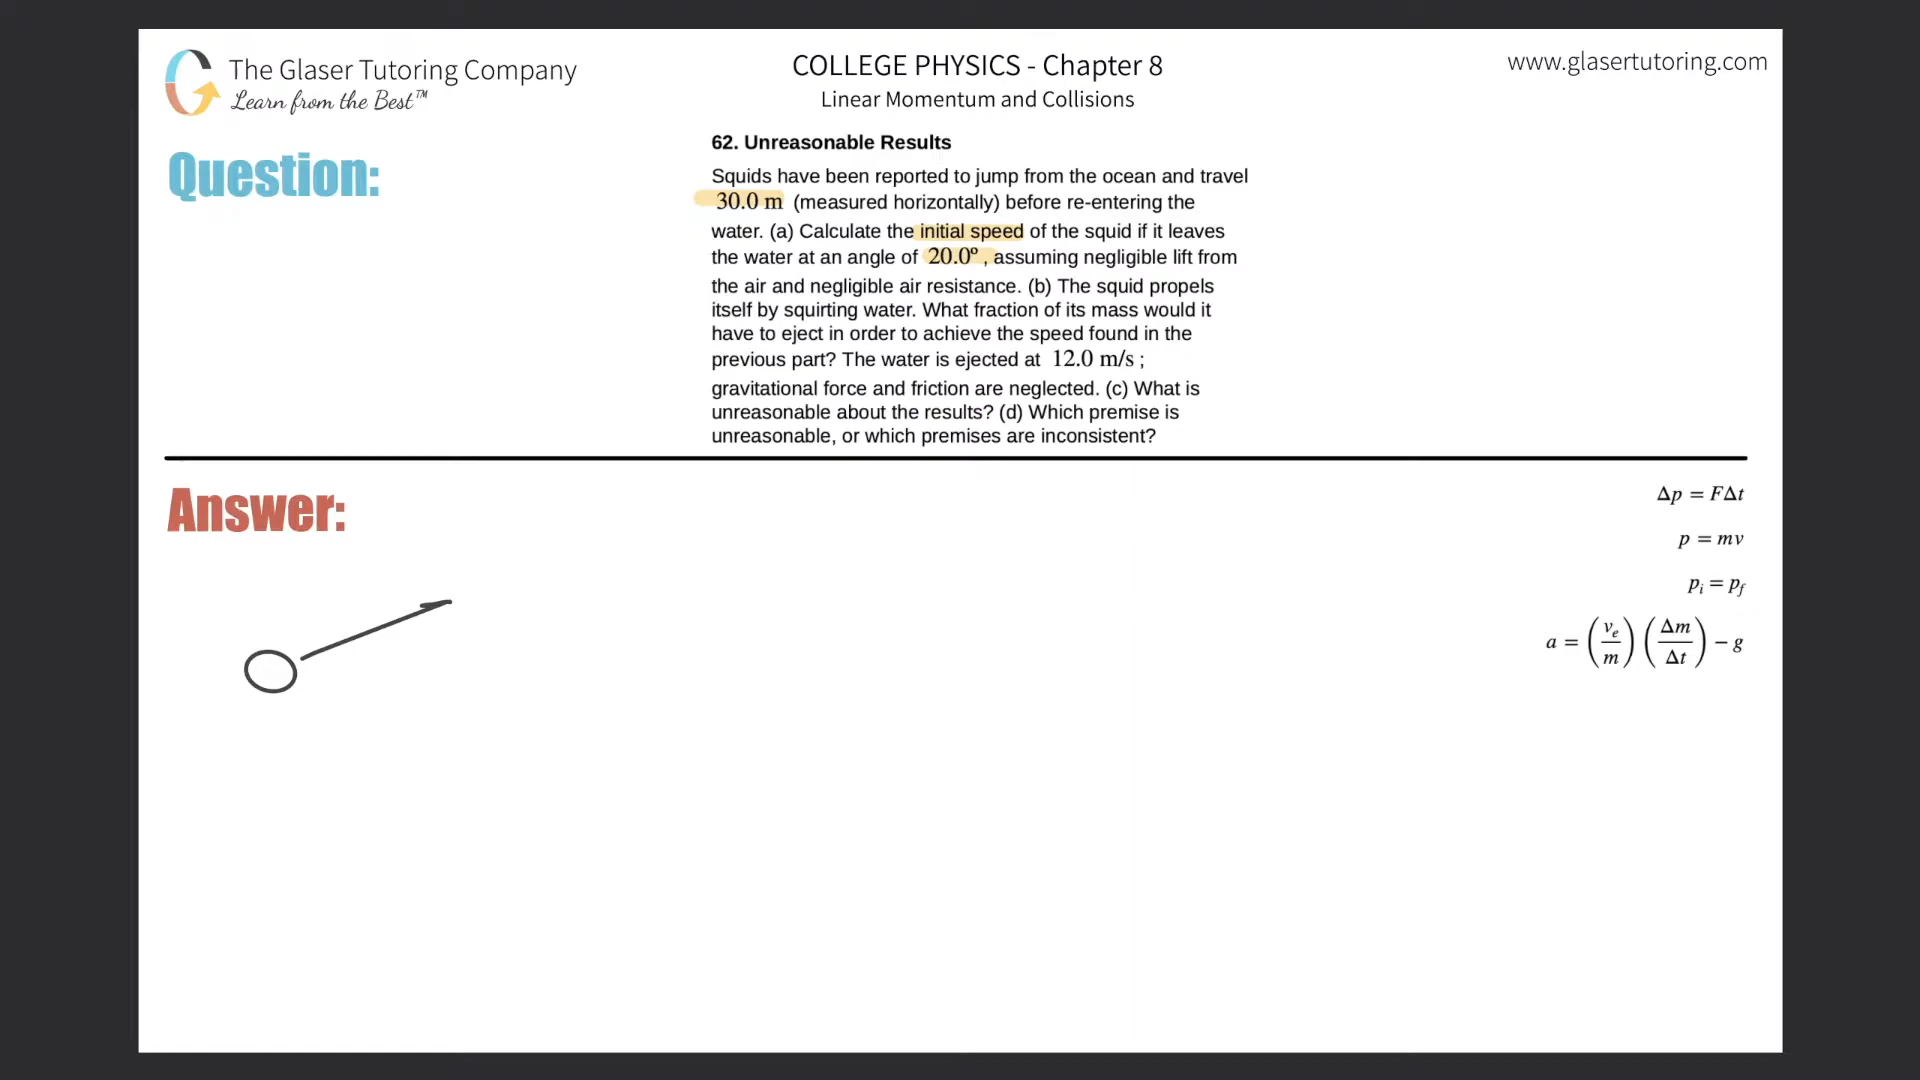 The Glaser Tutoring Company
Learn from the Best™
COLLEGE PHYSICS - Chapter 8
Linear Momentum and Collisions
www.glasertutoring.com
Question:
62. Unreasonable Results
Squids have been reported to jump from the ocean and travel
30.0 m (measured horizontally) before re-entering the
water. (a) Calculate the initial speed of the squid if it leaves
the water at an angle of 20.0º , assuming negligible lift from
the air and negligible air resistance. (b) The squid propels
itself by squirting water. What fraction of its mass would it
have to eject in order to achieve the speed found in the
previous part? The water is ejected at 12.0 m/s ;
gravitational force and friction are neglected. (c) What is
unreasonable about the results? (d) Which premise is
unreasonable, or which premises are inconsistent?
Answer:
Δp = FΔt
p = mv
pᵢ = p_f
a = (v_e/m) (Δm/Δt) − g